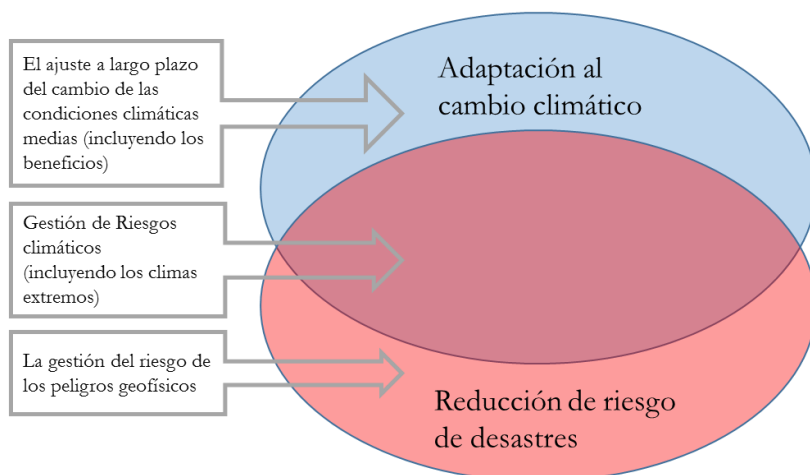 El ajuste a largo plazo
del cambio de las
condiciones climáticas
medias (incluyendo los
beneficios)
Adaptación al
cambio climático
Gestión de Riesgos
climáticos
(incluyendo los climas
extremos)
La gestión del riesgo de
los peligros geofísicos
Reducción de riesgo
de desastres